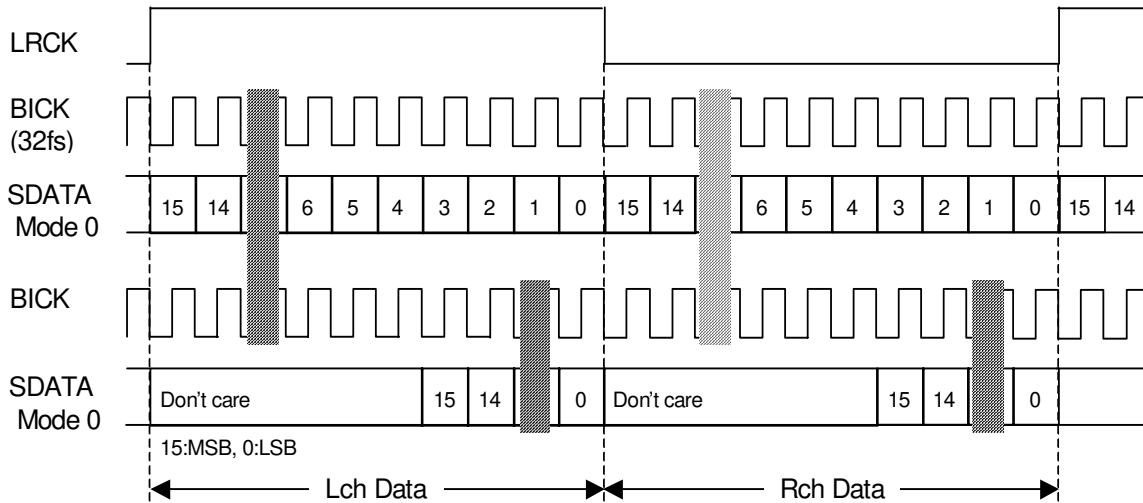 LRCK
BICK
(32fs)
SDATA
Mode 0
15 14 6 5 4 3 2 1 0 15 14 6 5 4 3 2 1 0 15 14
BICK
SDATA
Mode 0
Don't care 15 14 0 Don't care 15 14 0
15:MSB, 0:LSB
Lch Data Rch Data